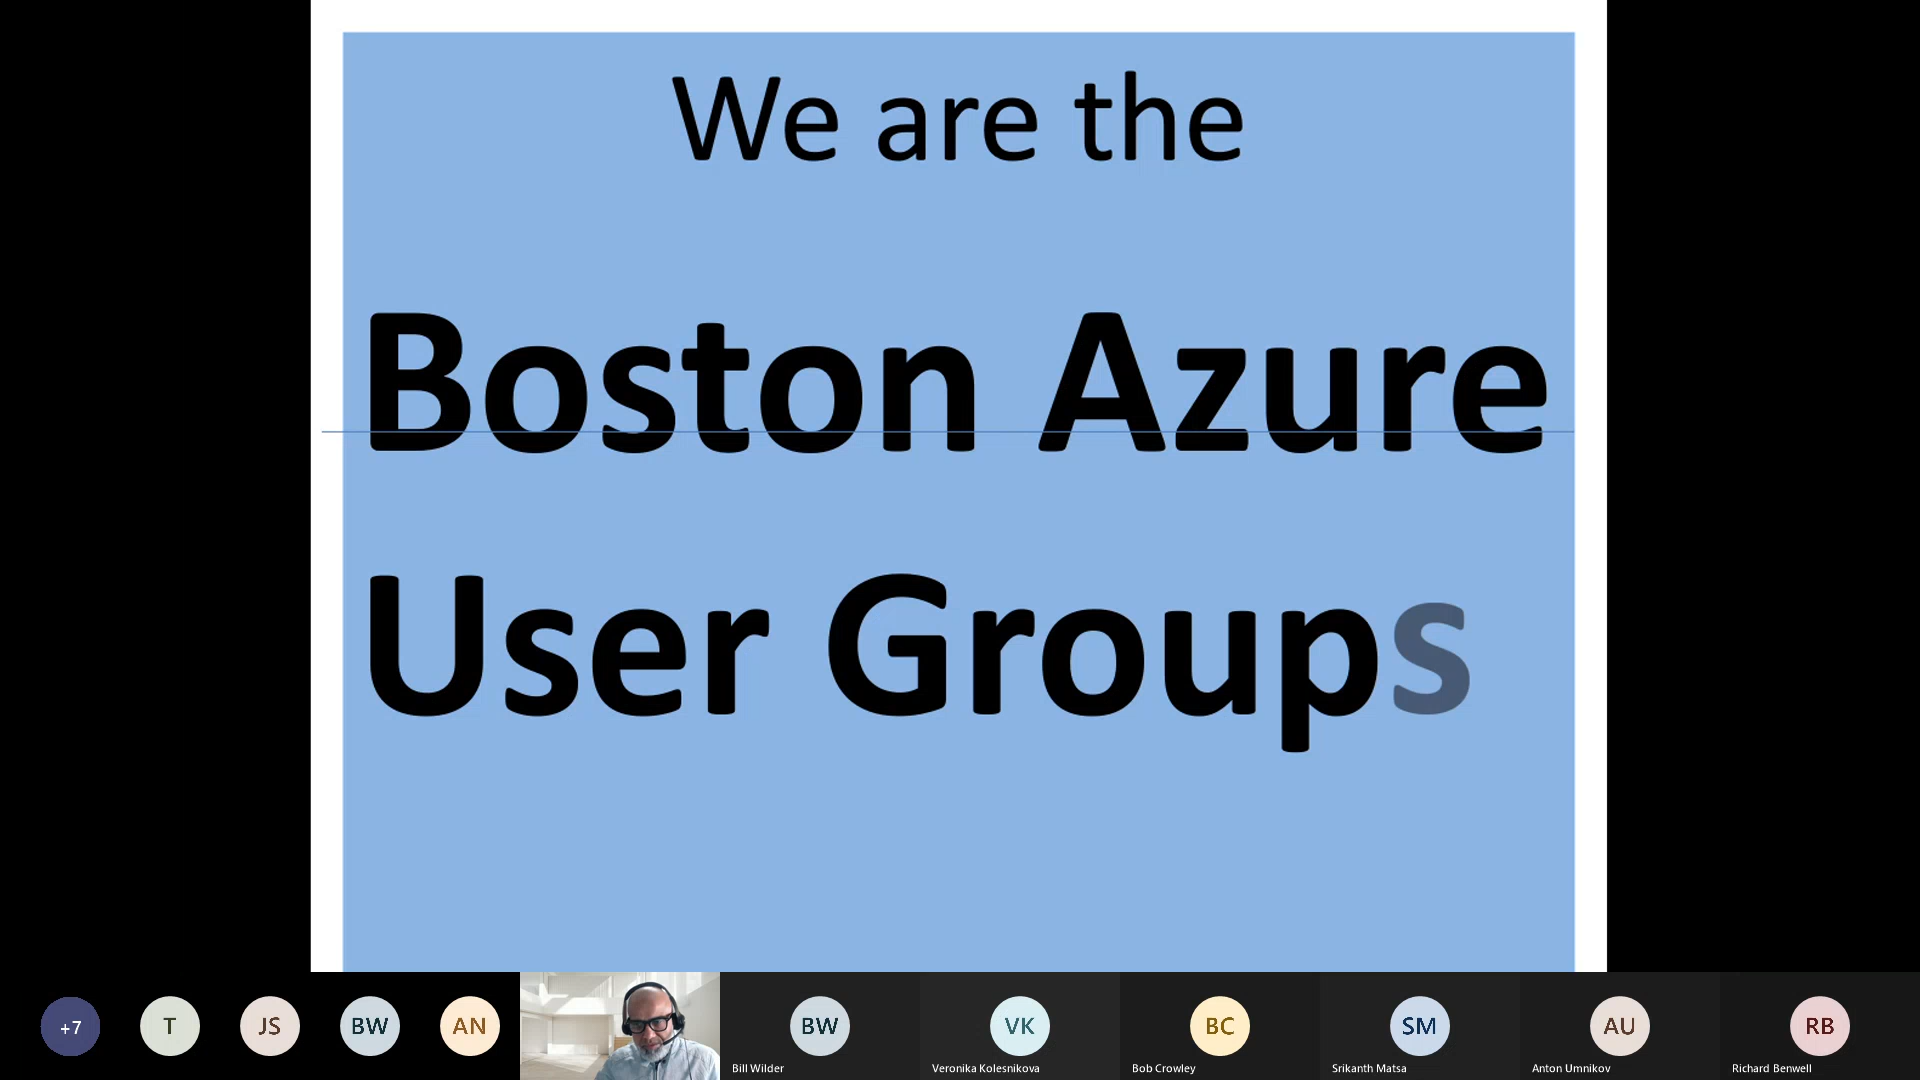 We are the
Boston Azure
User Groups
+7
T
JS
BW
AN
BW
VK
BC
SM
AU
RB
Bill Wilder
Veronika Kolesnikova
Bob Crowley
Srikanth Matsa
Anton Umnikov
Richard Benwell